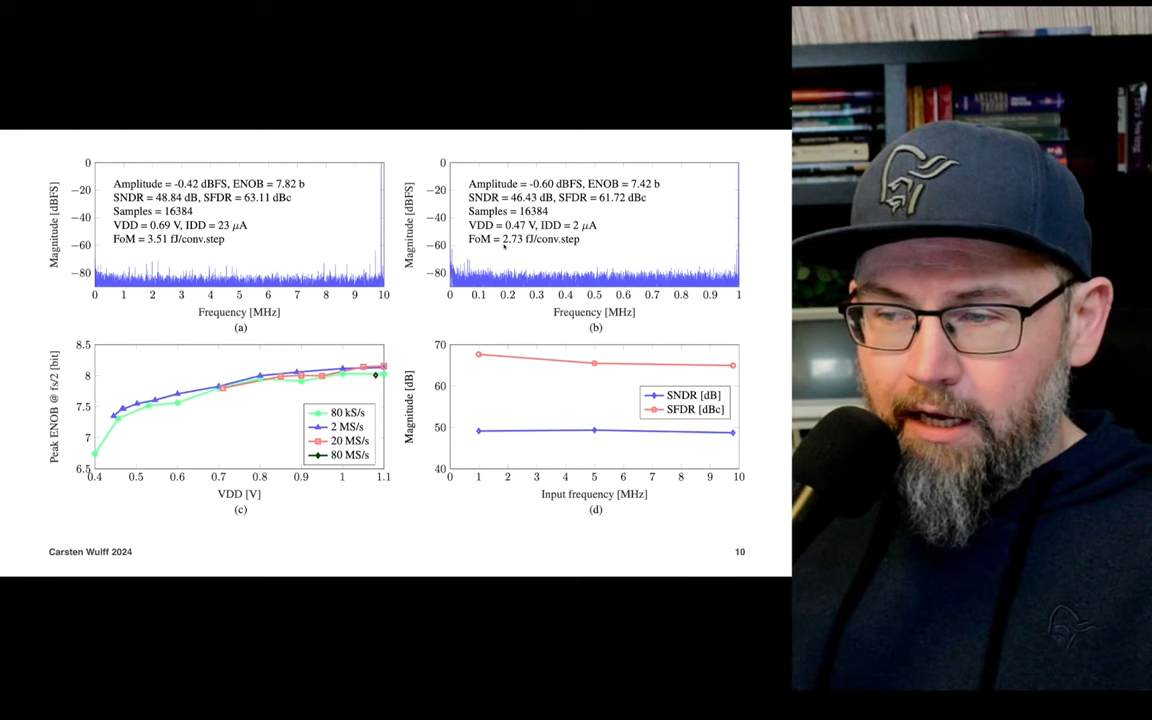 0
−20
−40
−60
−80
Magnitude [dBFS]
Amplitude = -0.42 dBFS, ENOB = 7.82 b
SNDR = 48.84 dB, SFDR = 63.11 dBc
Samples = 16384
VDD = 0.69 V, IDD = 23 μA
FoM = 3.51 fJ/conv.step
0 1 2 3 4 5 6 7 8 9 10
Frequency [MHz]
(a)
0
−20
−40
−60
−80
Magnitude [dBFS]
Amplitude = -0.60 dBFS, ENOB = 7.42 b
SNDR = 46.43 dB, SFDR = 61.72 dBc
Samples = 16384
VDD = 0.47 V, IDD = 2 μA
FoM = 2.73 fJ/conv.step
0 0.1 0.2 0.3 0.4 0.5 0.6 0.7 0.8 0.9 1
Frequency [MHz]
(b)
8.5
8
7.5
7
6.5
Peak ENOB @ fs/2 [bit]
80 kS/s
2 MS/s
20 MS/s
80 MS/s
0.4 0.5 0.6 0.7 0.8 0.9 1 1.1
VDD [V]
(c)
70
60
50
40
Magnitude [dB]
SNDR [dB]
SFDR [dBc]
0 1 2 3 4 5 6 7 8 9 10
Input frequency [MHz]
(d)
Carsten Wulff 2024
10
ANTENNA
THEORY